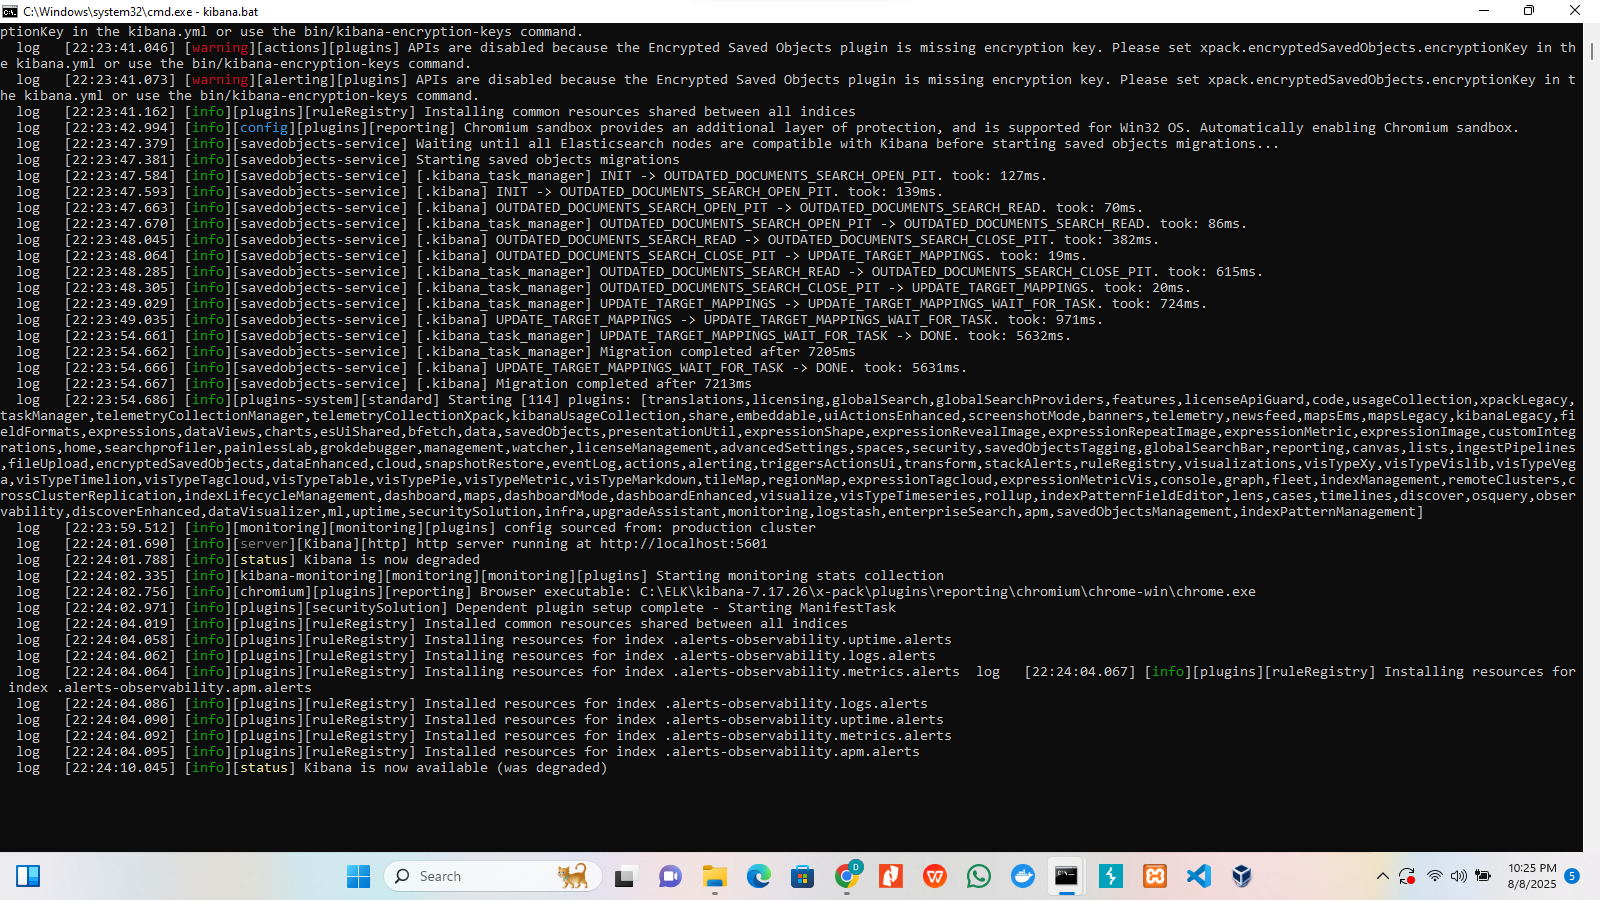 C:\Windows\system32\cmd.exe - kibana.bat
ptionKey in the kibana.yml or use the bin/kibana-encryption-keys command.
log [22:23:41.046] [warning][actions][plugins] APIs are disabled because the Encrypted Saved Objects plugin is missing encryption key. Please set xpack.encryptedSavedObjects.encryptionKey in th
e kibana.yml or use the bin/kibana-encryption-keys command.
log [22:23:41.073] [warning][alerting][plugins] APIs are disabled because the Encrypted Saved Objects plugin is missing encryption key. Please set xpack.encryptedSavedObjects.encryptionKey in t
he kibana.yml or use the bin/kibana-encryption-keys command.
log [22:23:41.162] [info][plugins][ruleRegistry] Installing common resources shared between all indices
log [22:23:42.994] [info][config][plugins][reporting] Chromium sandbox provides an additional layer of protection, and is supported for Win32 OS. Automatically enabling Chromium sandbox.
log [22:23:47.379] [info][savedobjects-service] Waiting until all Elasticsearch nodes are compatible with Kibana before starting saved objects migrations...
log [22:23:47.381] [info][savedobjects-service] Starting saved objects migrations
log [22:23:47.584] [info][savedobjects-service] [.kibana_task_manager] INIT -> OUTDATED_DOCUMENTS_SEARCH_OPEN_PIT. took: 127ms.
log [22:23:47.593] [info][savedobjects-service] [.kibana] INIT -> OUTDATED_DOCUMENTS_SEARCH_OPEN_PIT. took: 139ms.
log [22:23:47.663] [info][savedobjects-service] [.kibana] OUTDATED_DOCUMENTS_SEARCH_OPEN_PIT -> OUTDATED_DOCUMENTS_SEARCH_READ. took: 70ms.
log [22:23:47.670] [info][savedobjects-service] [.kibana_task_manager] OUTDATED_DOCUMENTS_SEARCH_OPEN_PIT -> OUTDATED_DOCUMENTS_SEARCH_READ. took: 86ms.
log [22:23:48.045] [info][savedobjects-service] [.kibana] OUTDATED_DOCUMENTS_SEARCH_READ -> OUTDATED_DOCUMENTS_SEARCH_CLOSE_PIT. took: 382ms.
log [22:23:48.064] [info][savedobjects-service] [.kibana] OUTDATED_DOCUMENTS_SEARCH_CLOSE_PIT -> UPDATE_TARGET_MAPPINGS. took: 19ms.
log [22:23:48.285] [info][savedobjects-service] [.kibana_task_manager] OUTDATED_DOCUMENTS_SEARCH_READ -> OUTDATED_DOCUMENTS_SEARCH_CLOSE_PIT. took: 615ms.
log [22:23:48.305] [info][savedobjects-service] [.kibana_task_manager] OUTDATED_DOCUMENTS_SEARCH_CLOSE_PIT -> UPDATE_TARGET_MAPPINGS. took: 20ms.
log [22:23:49.029] [info][savedobjects-service] [.kibana_task_manager] UPDATE_TARGET_MAPPINGS -> UPDATE_TARGET_MAPPINGS_WAIT_FOR_TASK. took: 724ms.
log [22:23:49.035] [info][savedobjects-service] [.kibana] UPDATE_TARGET_MAPPINGS -> UPDATE_TARGET_MAPPINGS_WAIT_FOR_TASK. took: 971ms.
log [22:23:54.661] [info][savedobjects-service] [.kibana_task_manager] UPDATE_TARGET_MAPPINGS_WAIT_FOR_TASK -> DONE. took: 5632ms.
log [22:23:54.662] [info][savedobjects-service] [.kibana_task_manager] Migration completed after 7205ms
log [22:23:54.666] [info][savedobjects-service] [.kibana] UPDATE_TARGET_MAPPINGS_WAIT_FOR_TASK -> DONE. took: 5631ms.
log [22:23:54.667] [info][savedobjects-service] [.kibana] Migration completed after 7213ms
log [22:23:54.686] [info][plugins-system][standard] Starting [114] plugins: [translations,licensing,globalSearch,globalSearchProviders,features,licenseApiGuard,code,usageCollection,xpackLegacy,
taskManager,telemetryCollectionManager,telemetryCollectionXpack,kibanaUsageCollection,share,embeddable,uiActionsEnhanced,screenshotMode,banners,telemetry,newsfeed,mapsEms,mapsLegacy,kibanaLegacy,fi
eldFormats,expressions,dataViews,charts,esUiShared,bfetch,data,savedObjects,presentationUtil,expressionShape,expressionRevealImage,expressionRepeatImage,expressionMetric,expressionImage,customInteg
rations,home,searchprofiler,painlessLab,grokdebugger,management,watcher,licenseManagement,advancedSettings,spaces,security,savedObjectsTagging,globalSearchBar,reporting,canvas,lists,ingestPipelines
,fileUpload,encryptedSavedObjects,dataEnhanced,cloud,snapshotRestore,eventLog,actions,alerting,triggersActionsUi,transform,stackAlerts,ruleRegistry,visualizations,visTypeXy,visTypeVislib,visTypeVeg
a,visTypeTimelion,visTypeTagcloud,visTypeTable,visTypePie,visTypeMetric,visTypeMarkdown,tileMap,regionMap,expressionTagcloud,expressionMetricVis,console,graph,fleet,indexManagement,remoteClusters,c
rossClusterReplication,indexLifecycleManagement,dashboard,maps,dashboardMode,dashboardEnhanced,visualize,visTypeTimeseries,rollup,indexPatternFieldEditor,lens,cases,timelines,discover,osquery,obser
vability,discoverEnhanced,dataVisualizer,ml,uptime,securitySolution,infra,upgradeAssistant,monitoring,logstash,enterpriseSearch,apm,savedObjectsManagement,indexPatternManagement]
log [22:23:59.512] [info][monitoring][monitoring][plugins] config sourced from: production cluster
log [22:24:01.690] [info][server][Kibana][http] http server running at http://localhost:5601
log [22:24:01.788] [info][status] Kibana is now degraded
log [22:24:02.335] [info][kibana-monitoring][monitoring][monitoring][plugins] Starting monitoring stats collection
log [22:24:02.756] [info][chromium][plugins][reporting] Browser executable: C:\ELK\kibana-7.17.26\x-pack\plugins\reporting\chromium\chrome-win\chrome.exe
log [22:24:02.971] [info][plugins][securitySolution] Dependent plugin setup complete - Starting ManifestTask
log [22:24:04.019] [info][plugins][ruleRegistry] Installed common resources shared between all indices
log [22:24:04.058] [info][plugins][ruleRegistry] Installing resources for index .alerts-observability.uptime.alerts
log [22:24:04.062] [info][plugins][ruleRegistry] Installing resources for index .alerts-observability.logs.alerts
log [22:24:04.064] [info][plugins][ruleRegistry] Installing resources for index .alerts-observability.metrics.alerts log [22:24:04.067] [info][plugins][ruleRegistry] Installing resources for
index .alerts-observability.apm.alerts
log [22:24:04.086] [info][plugins][ruleRegistry] Installed resources for index .alerts-observability.logs.alerts
log [22:24:04.090] [info][plugins][ruleRegistry] Installed resources for index .alerts-observability.uptime.alerts
log [22:24:04.092] [info][plugins][ruleRegistry] Installed resources for index .alerts-observability.metrics.alerts
log [22:24:04.095] [info][plugins][ruleRegistry] Installed resources for index .alerts-observability.apm.alerts
log [22:24:10.045] [info][status] Kibana is now available (was degraded)
Search
D
10:25 PM
8/8/2025
5